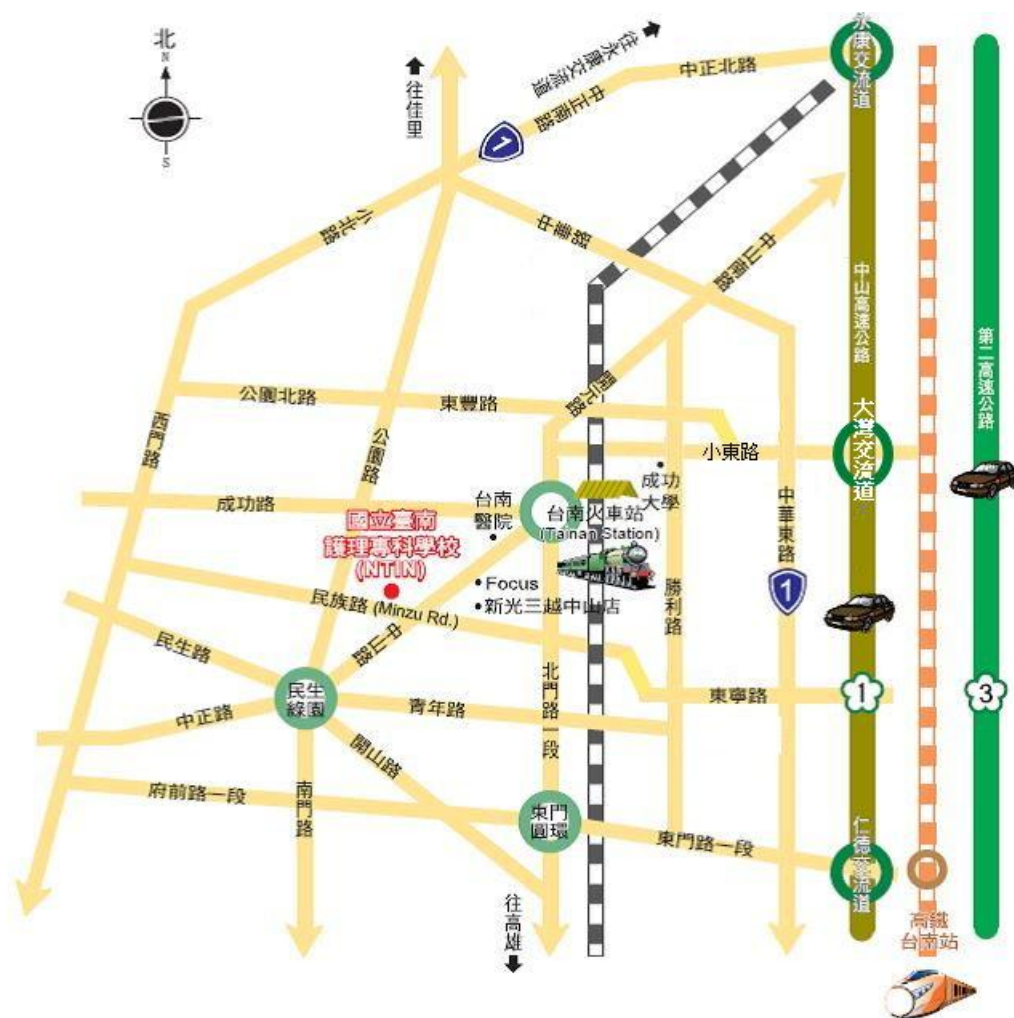 北
N
S
往佳里
往永康交流道
中正南路
中正北路
永康交流道
1
小北路
中華路
中山南路
中山高速公路
第二高速公路
公園北路
東豐路
開元路
西門路
公園路
小東路
大灣交流道
成功路
台南
醫院
成功
大學
台南火車站
(Tainan Station)
中華東路
國立臺南
護理專科學校
(NTIN)
Focus
新光三越中山店
民族路 (Minzu Rd.)
勝利路
1
民生路
中山路
北門路一段
民生
綠園
青年路
東寧路
1
3
中正路
開山路
府前路一段
南門路
東門
圓環
東門路一段
仁德交流道
往高雄
高鐵
台南站